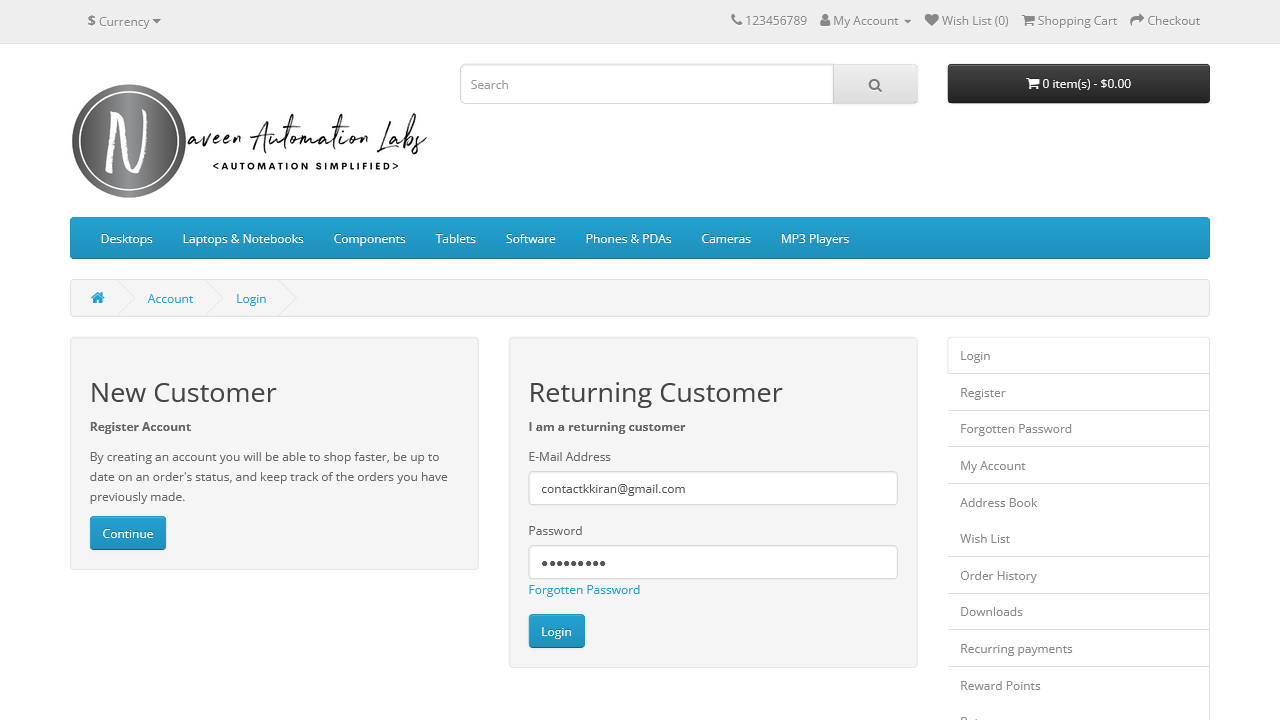 $ Currency
123456789 My Account Wish List (0) Shopping Cart Checkout
Search
0 item(s) - $0.00
N aveen Automation Labs
<AUTOMATION SIMPLIFIED>
Desktops Laptops & Notebooks Components Tablets Software Phones & PDAs Cameras MP3 Players
Account Login
New Customer
Register Account
By creating an account you will be able to shop faster, be up to
date on an order's status, and keep track of the orders you have
previously made.
Continue
Returning Customer
I am a returning customer
E-Mail Address
contactkkiran@gmail.com
Password
•••••••••
Forgotten Password
Login
Login
Register
Forgotten Password
My Account
Address Book
Wish List
Order History
Downloads
Recurring payments
Reward Points